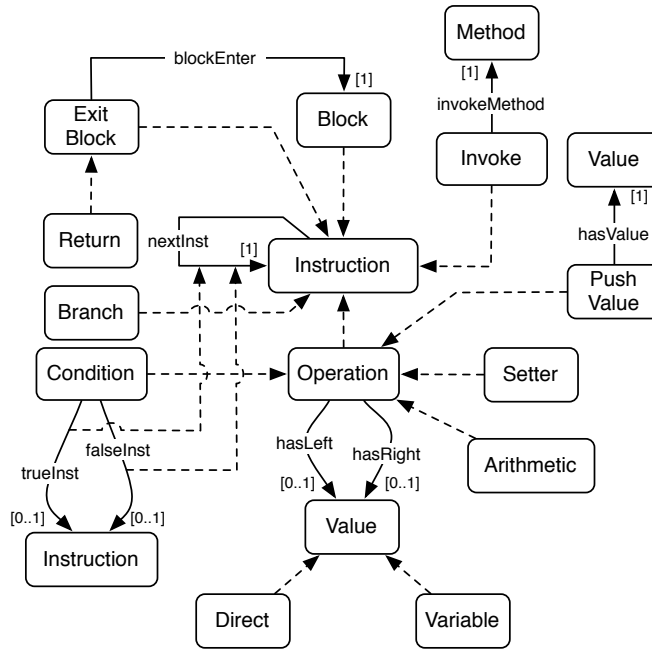 Method
blockEnter
[1]
[1]
Exit
Block
Block
invokeMethod
Invoke
Value
[1]
Return
nextInst
[1]
Instruction
hasValue
Push
Value
Branch
Condition
Operation
Setter
falseInst
hasLeft
hasRight
trueInst
Arithmetic
[0..1]
[0..1]
[0..1]
[0..1]
Value
Instruction
Direct
Variable